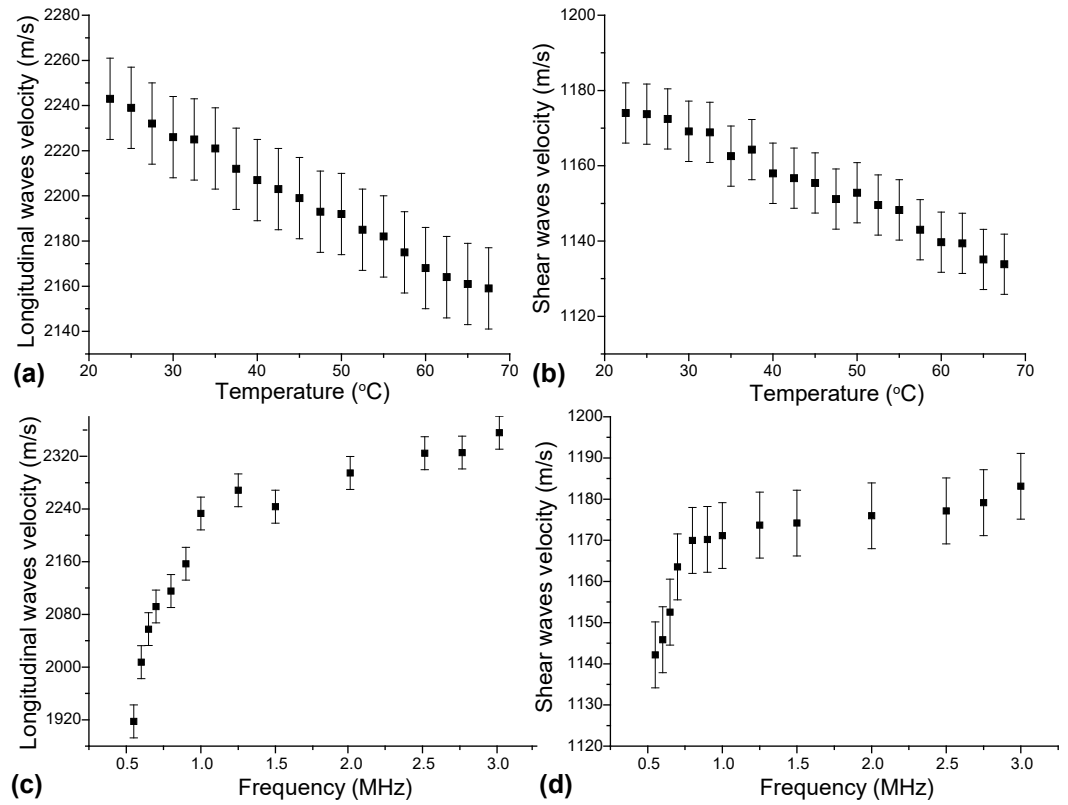 2280
2260
2240
2220
2200
2180
2160
2140
Longitudinal waves velocity (m/s)
20 30 40 50 60 70
Temperature (°C)
(a)
1200
1180
1160
1140
1120
Shear waves velocity (m/s)
20 30 40 50 60 70
Temperature (°C)
(b)
2320
2240
2160
2080
2000
1920
Longitudinal waves velocity (m/s)
0.5 1.0 1.5 2.0 2.5 3.0
Frequency (MHz)
(c)
1200
1190
1180
1170
1160
1150
1140
1130
1120
Shear waves velocity (m/s)
0.5 1.0 1.5 2.0 2.5 3.0
Frequency (MHz)
(d)